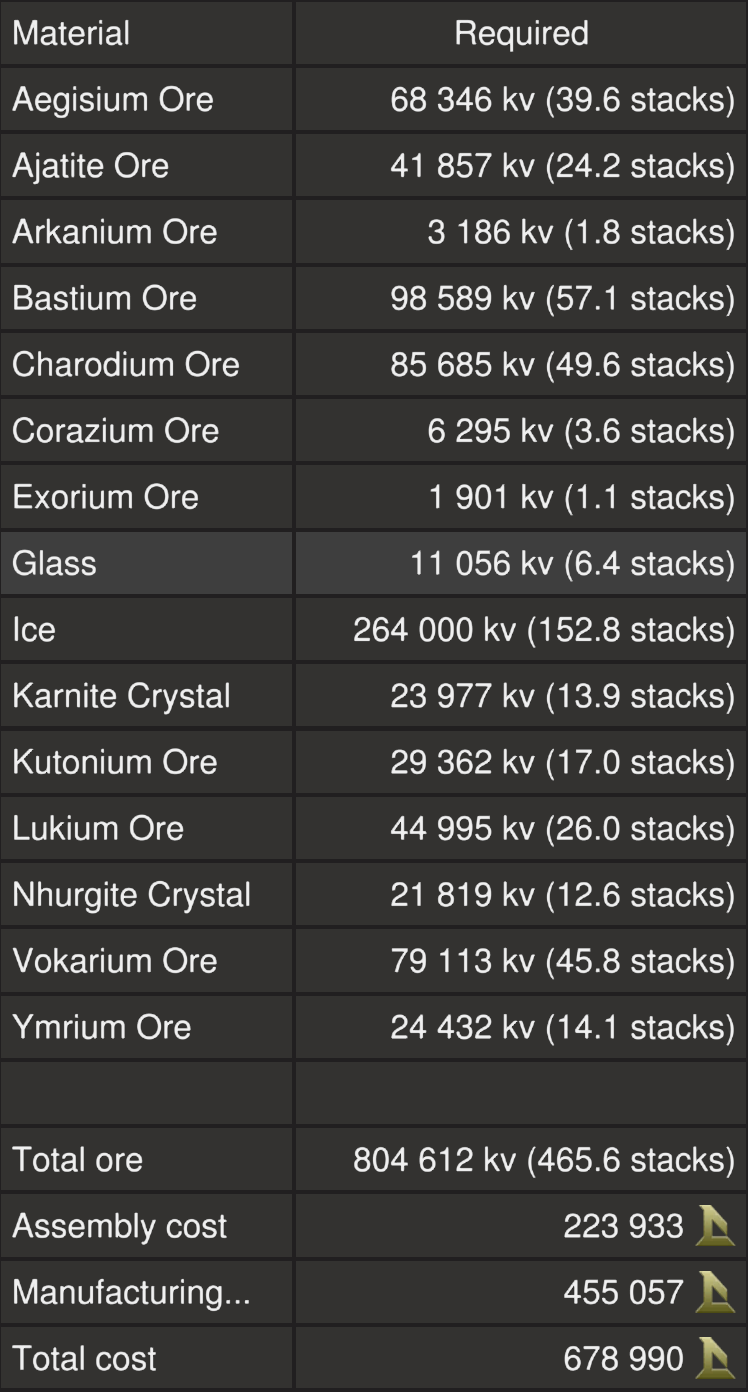 Material Required
Aegisium Ore 68 346 kv (39.6 stacks)
Ajatite Ore 41 857 kv (24.2 stacks)
Arkanium Ore 3 186 kv (1.8 stacks)
Bastium Ore 98 589 kv (57.1 stacks)
Charodium Ore 85 685 kv (49.6 stacks)
Corazium Ore 6 295 kv (3.6 stacks)
Exorium Ore 1 901 kv (1.1 stacks)
Glass 11 056 kv (6.4 stacks)
Ice 264 000 kv (152.8 stacks)
Karnite Crystal 23 977 kv (13.9 stacks)
Kutonium Ore 29 362 kv (17.0 stacks)
Lukium Ore 44 995 kv (26.0 stacks)
Nhurgite Crystal 21 819 kv (12.6 stacks)
Vokarium Ore 79 113 kv (45.8 stacks)
Ymrium Ore 24 432 kv (14.1 stacks)
Total ore 804 612 kv (465.6 stacks)
Assembly cost 223 933
Manufacturing... 455 057
Total cost 678 990